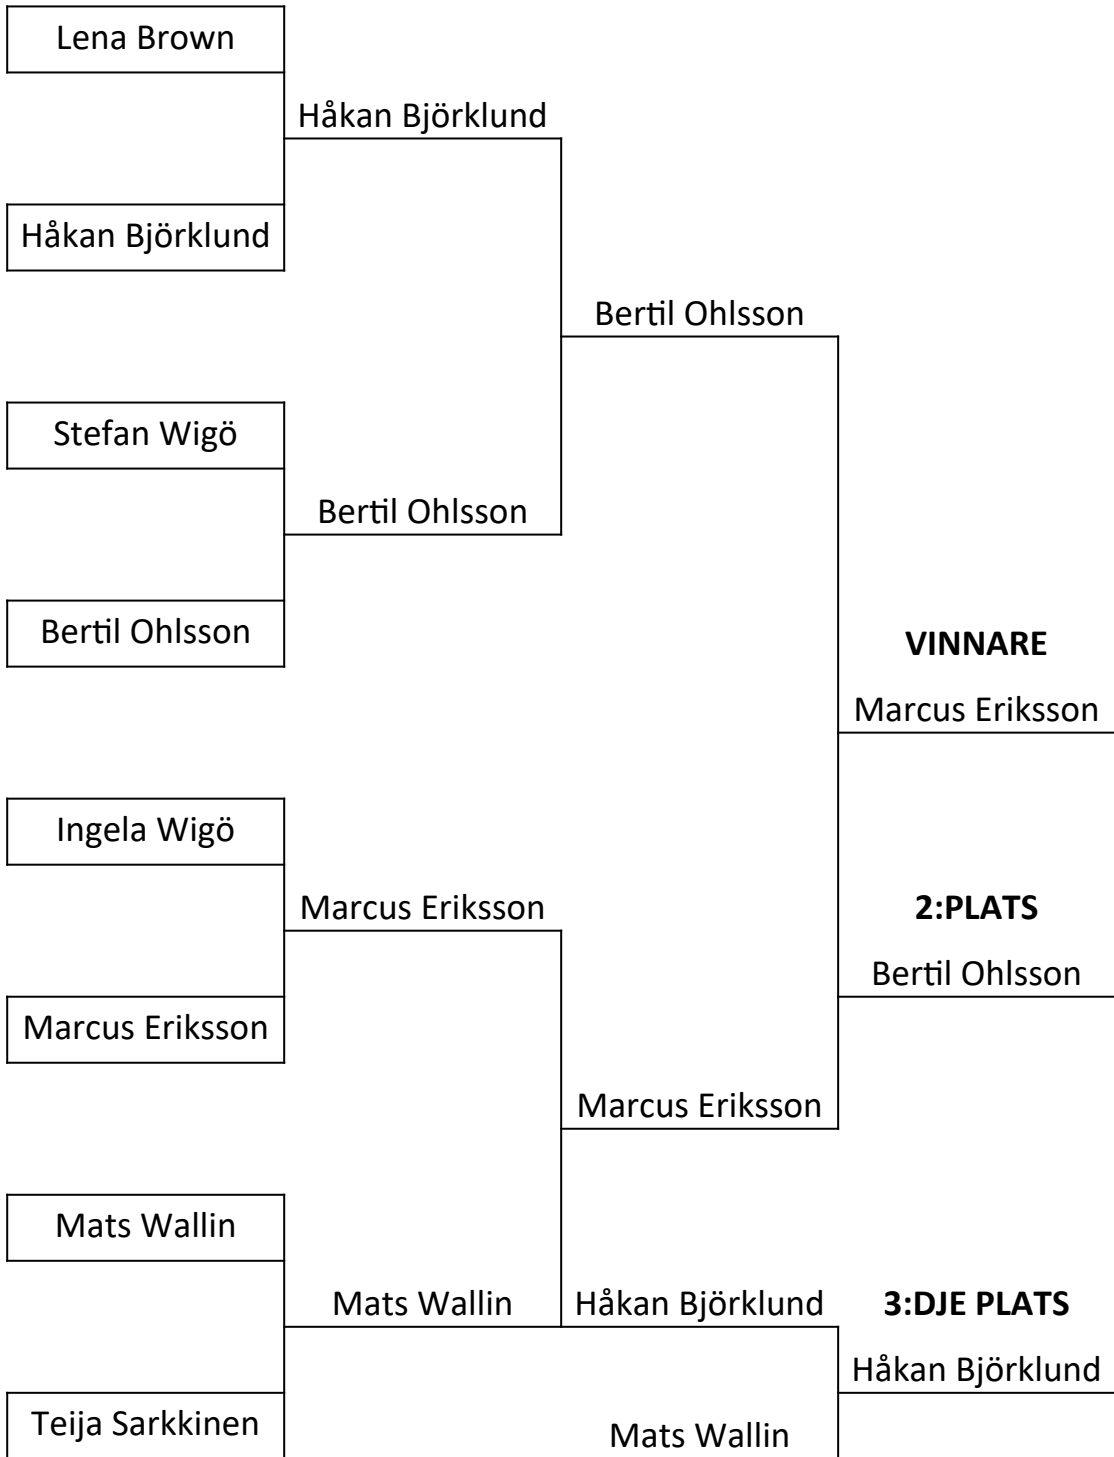 Lena Brown
Håkan Björklund
Håkan Björklund
Bertil Ohlsson
Stefan Wigö
Bertil Ohlsson
Bertil Ohlsson
VINNARE
Marcus Eriksson
Ingela Wigö
Marcus Eriksson
2:PLATS
Bertil Ohlsson
Marcus Eriksson
Marcus Eriksson
Mats Wallin
Mats Wallin
Håkan Björklund
3:DJE PLATS
Håkan Björklund
Teija Sarkkinen
Mats Wallin